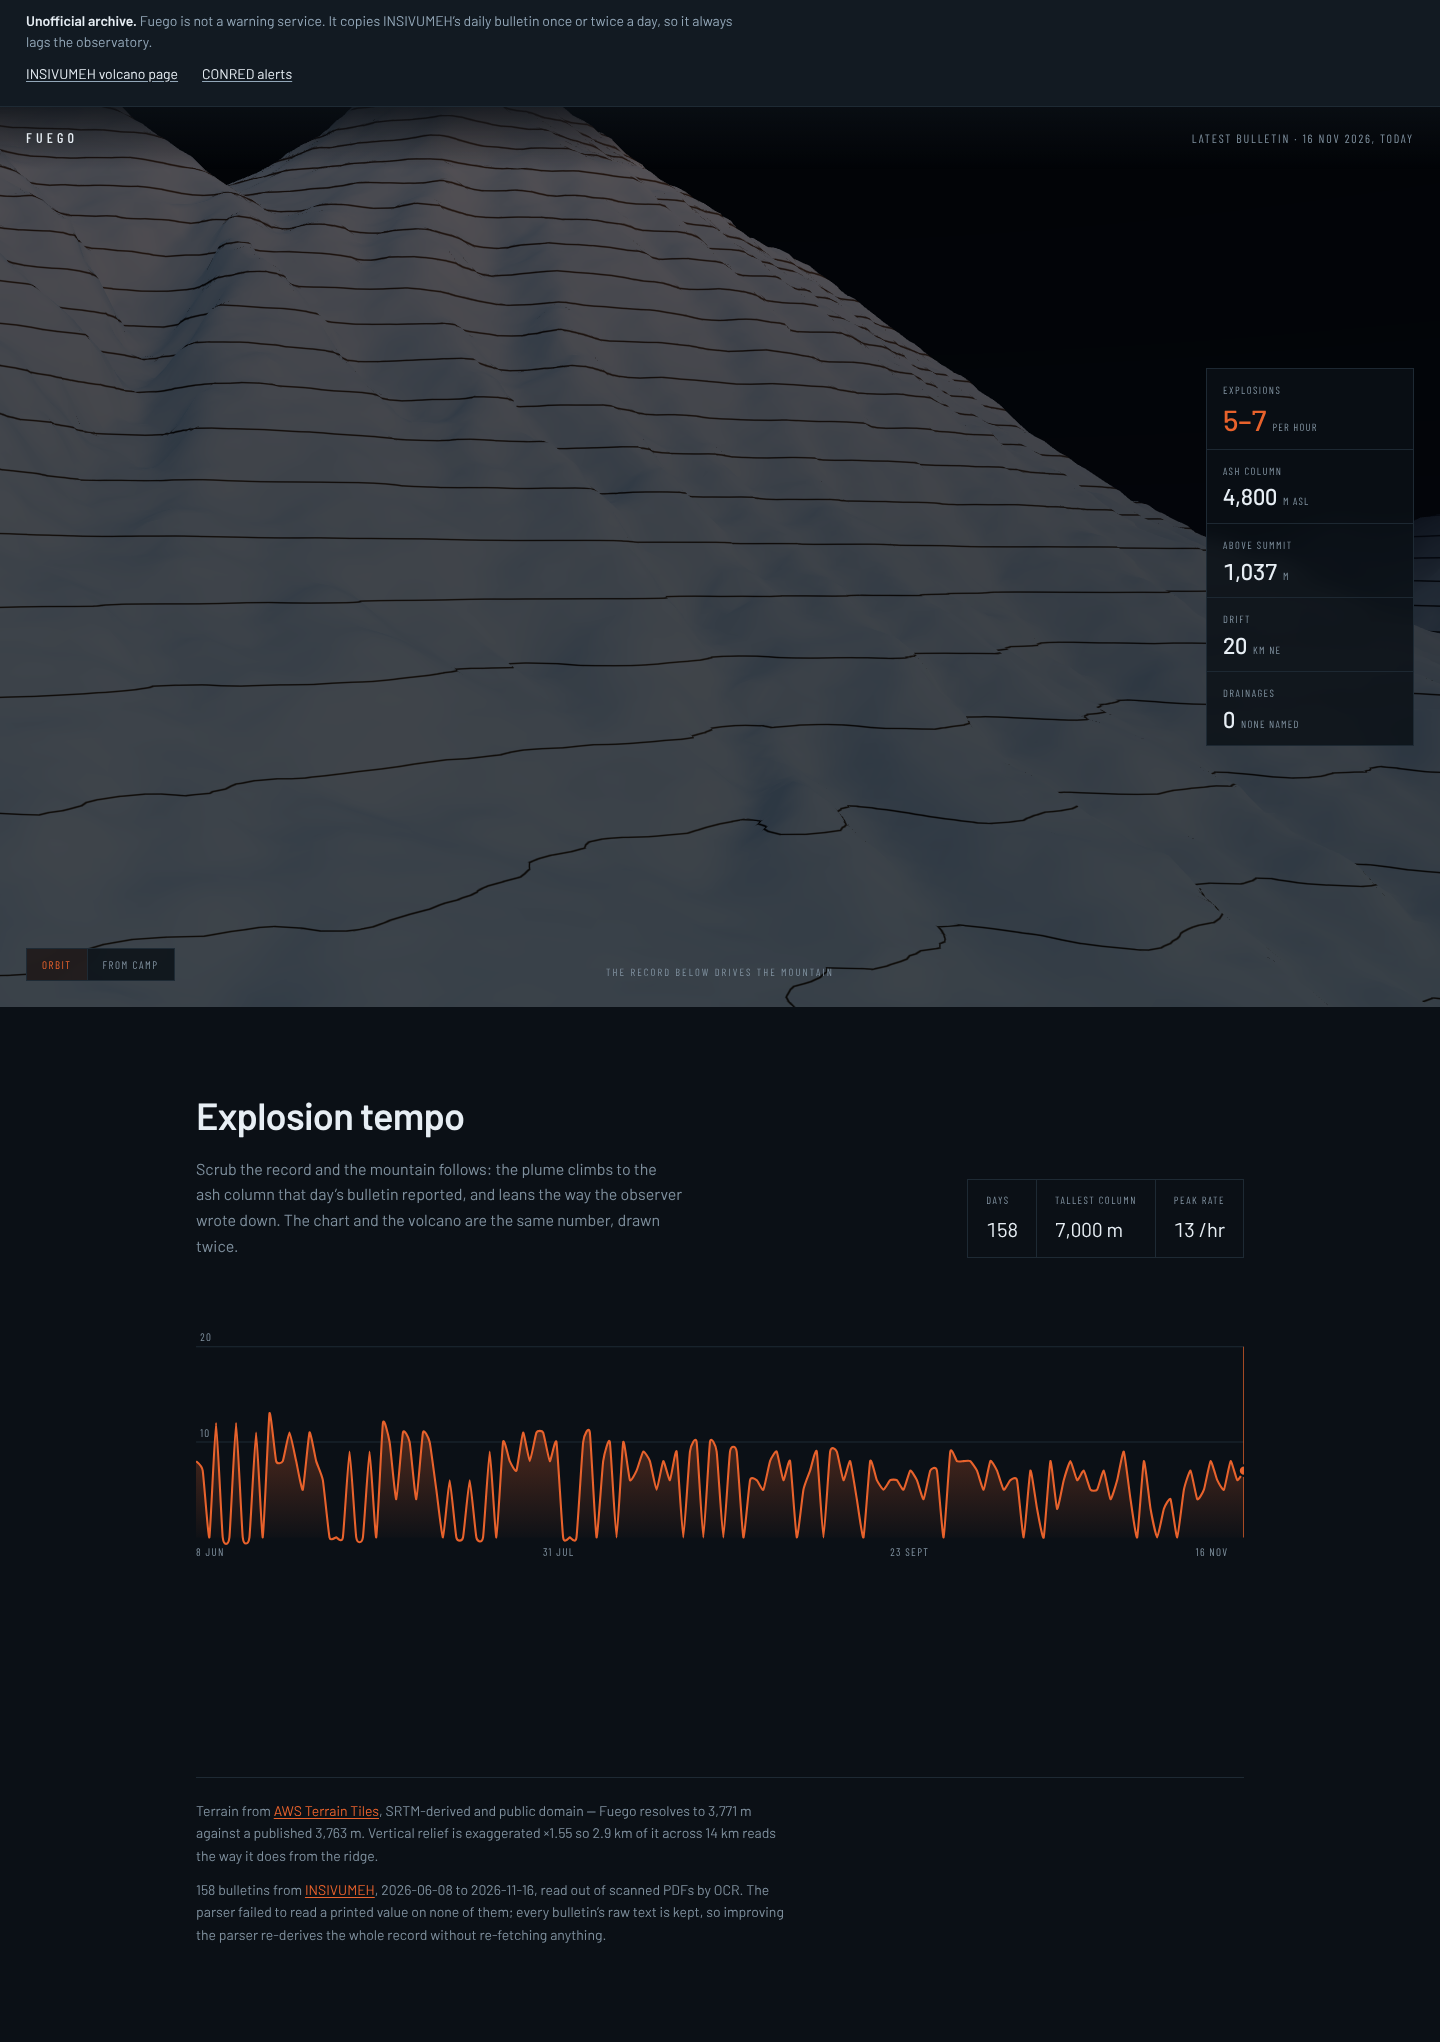 Unofficial archive. Fuego is not a warning service. It copies INSIVUMEH’s daily bulletin once or twice a day, so it always
lags the observatory.
INSIVUMEH volcano page CONRED alerts
FUEGO
LATEST BULLETIN · 16 NOV 2026, TODAY
EXPLOSIONS
5–7 PER HOUR
ASH COLUMN
4,800 M ASL
ABOVE SUMMIT
1,037 M
DRIFT
20 KM NE
DRAINAGES
0 NONE NAMED
ORBIT FROM CAMP
THE RECORD BELOW DRIVES THE MOUNTAIN
Explosion tempo
Scrub the record and the mountain follows: the plume climbs to the
ash column that day’s bulletin reported, and leans the way the observer
wrote down. The chart and the volcano are the same number, drawn
twice.
DAYS TALLEST COLUMN PEAK RATE
158 7,000 m 13 /hr
20
10
8 JUN 31 JUL 23 SEPT 16 NOV
Terrain from AWS Terrain Tiles, SRTM-derived and public domain — Fuego resolves to 3,771 m
against a published 3,763 m. Vertical relief is exaggerated ×1.55 so 2.9 km of it across 14 km reads
the way it does from the ridge.
158 bulletins from INSIVUMEH, 2026-06-08 to 2026-11-16, read out of scanned PDFs by OCR. The
parser failed to read a printed value on none of them; every bulletin’s raw text is kept, so improving
the parser re-derives the whole record without re-fetching anything.